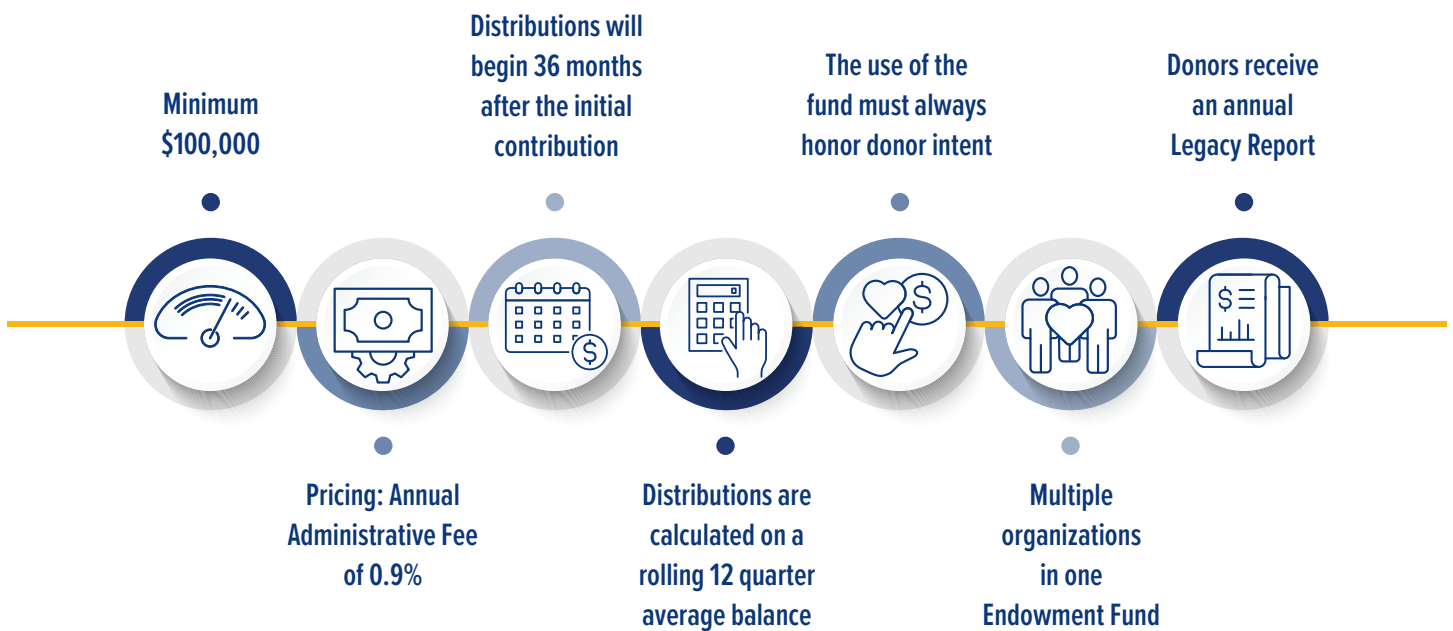 Minimum
$100,000
Pricing: Annual
Administrative Fee
of 0.9%
Distributions will
begin 36 months
after the initial
contribution
Distributions are
calculated on a
rolling 12 quarter
average balance
The use of the
fund must always
honor donor intent
Multiple
organizations
in one
Endowment Fund
Donors receive
an annual
Legacy Report